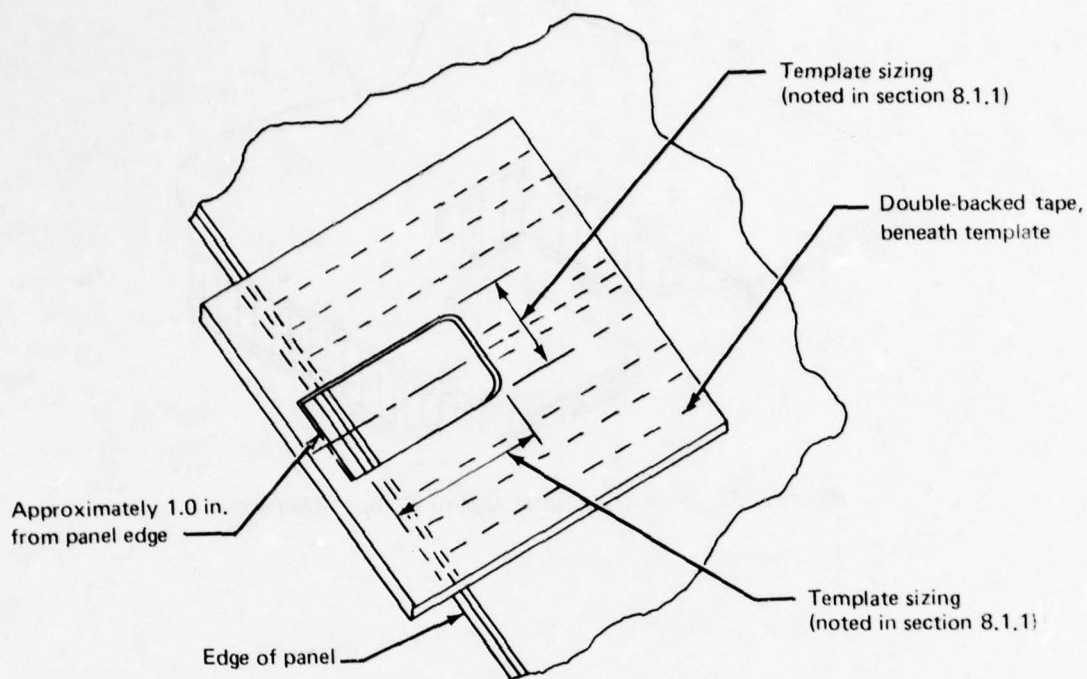 Template sizing
(noted in section 8.1.1)
Double-backed tape,
beneath template
Approximately 1.0 in.
from panel edge
Template sizing
(noted in section 8.1.1)
Edge of panel